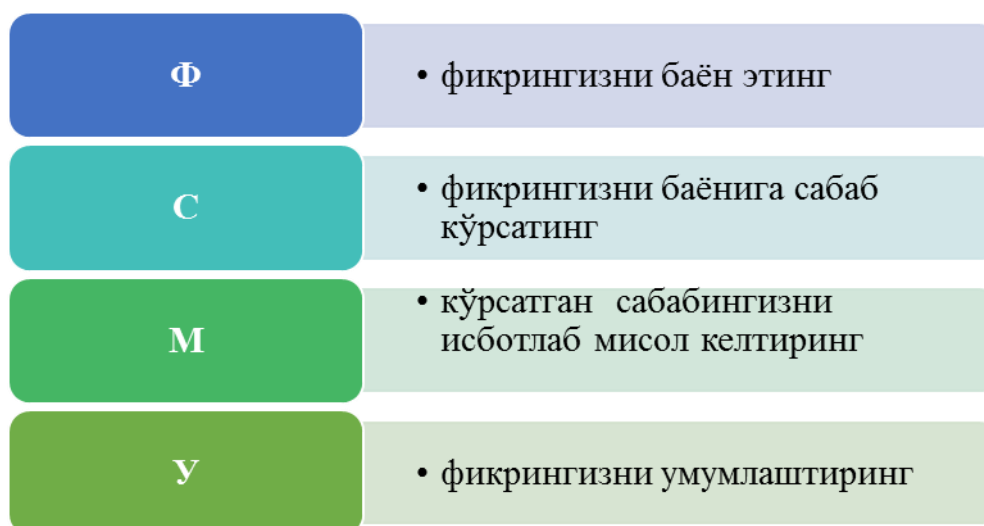 Ф
• фикрингизни баён этинг
С
• фикрингизни баёнига сабаб
кўрсатинг
М
• кўрсатган сабабингизни
исботлаб мисол келтиринг
У
• фикрингизни умумлаштиринг